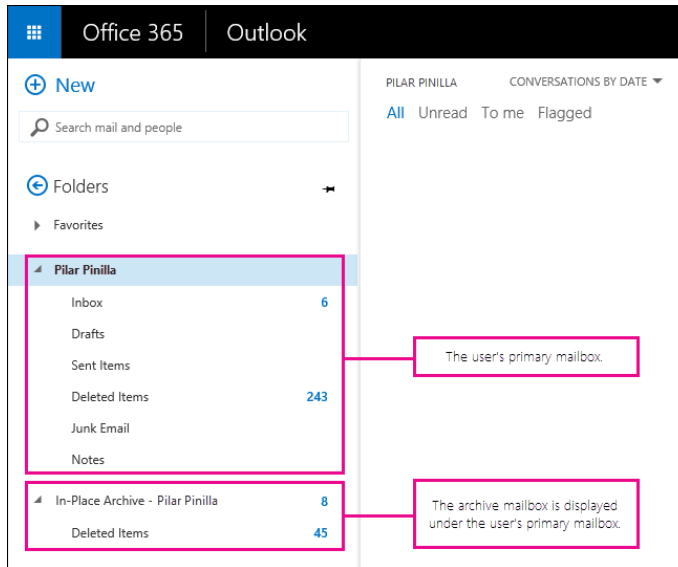 Office 365 Outlook
New
Search mail and people
Folders
Favorites
Pilar Pinilla
Inbox 6
Drafts
Sent Items
Deleted Items 243
Junk Email
Notes
In-Place Archive - Pilar Pinilla 8
Deleted Items 45
PILAR PINILLA CONVERSATIONS BY DATE
All Unread To me Flagged
The user's primary mailbox.
The archive mailbox is displayed
under the user's primary mailbox.